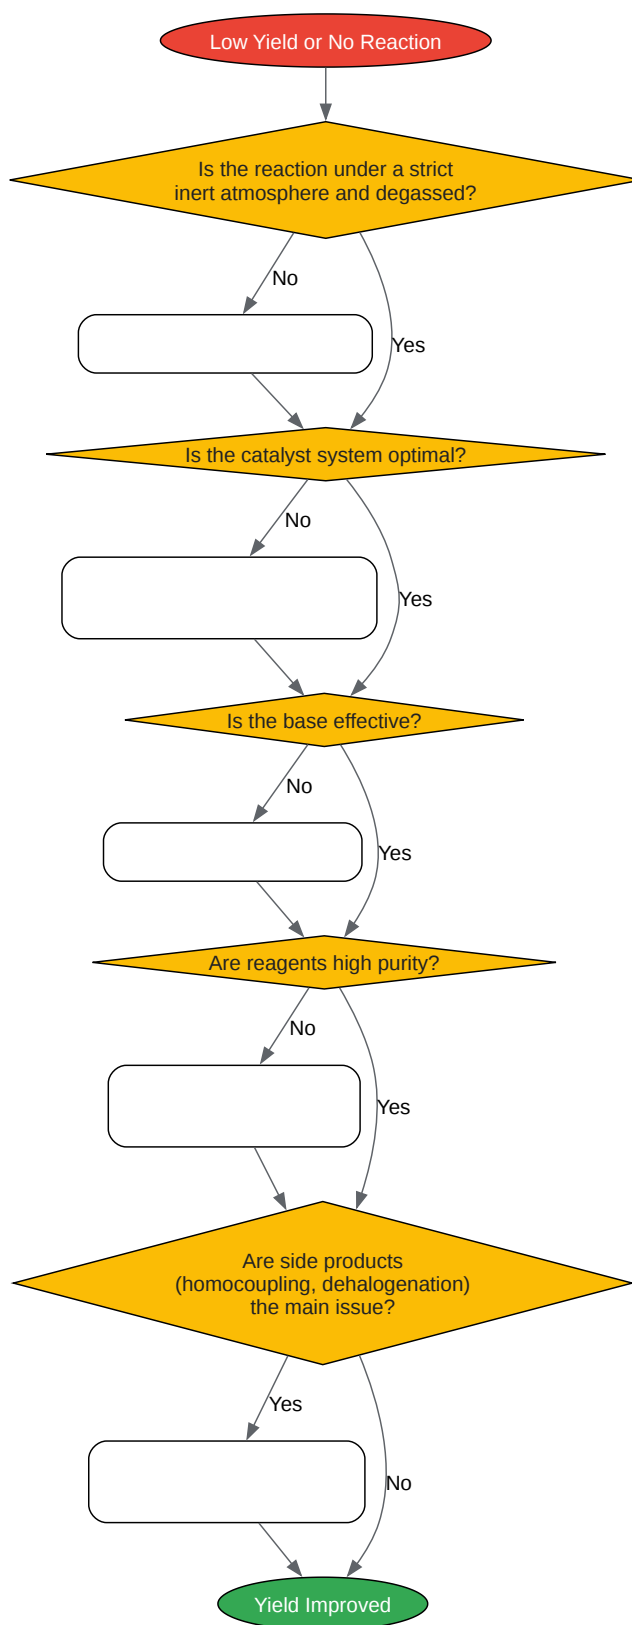 Low Yield or No Reaction
Is the reaction under a strict
inert atmosphere and degassed?
No
Yes
Is the catalyst system optimal?
No
Yes
Is the base effective?
No
Yes
Are reagents high purity?
No
Yes
Are side products
(homocoupling, dehalogenation)
the main issue?
Yes
No
Yield Improved